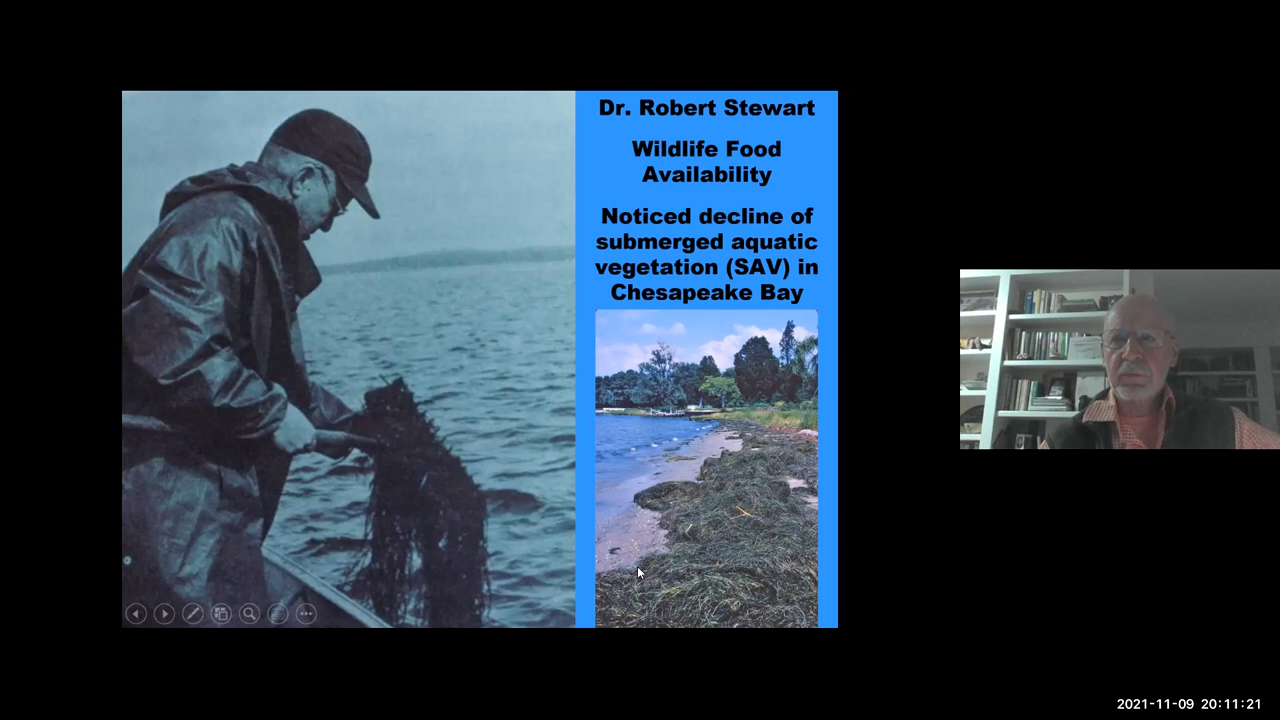 Dr. Robert Stewart
Wildlife Food
Availability
Noticed decline of
submerged aquatic
vegetation (SAV) in
Chesapeake Bay
2021-11-09 20:11:21